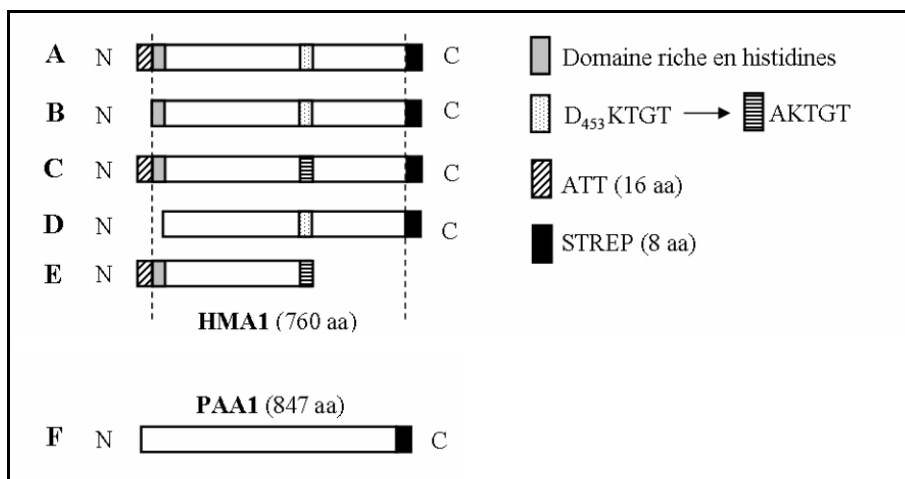 A N C
B N C
C N C
D N C
E N
HMA1 (760 aa)
PAA1 (847 aa)
F N C
Domaine riche en histidines
D453KTGT → AKTGT
ATT (16 aa)
STREP (8 aa)